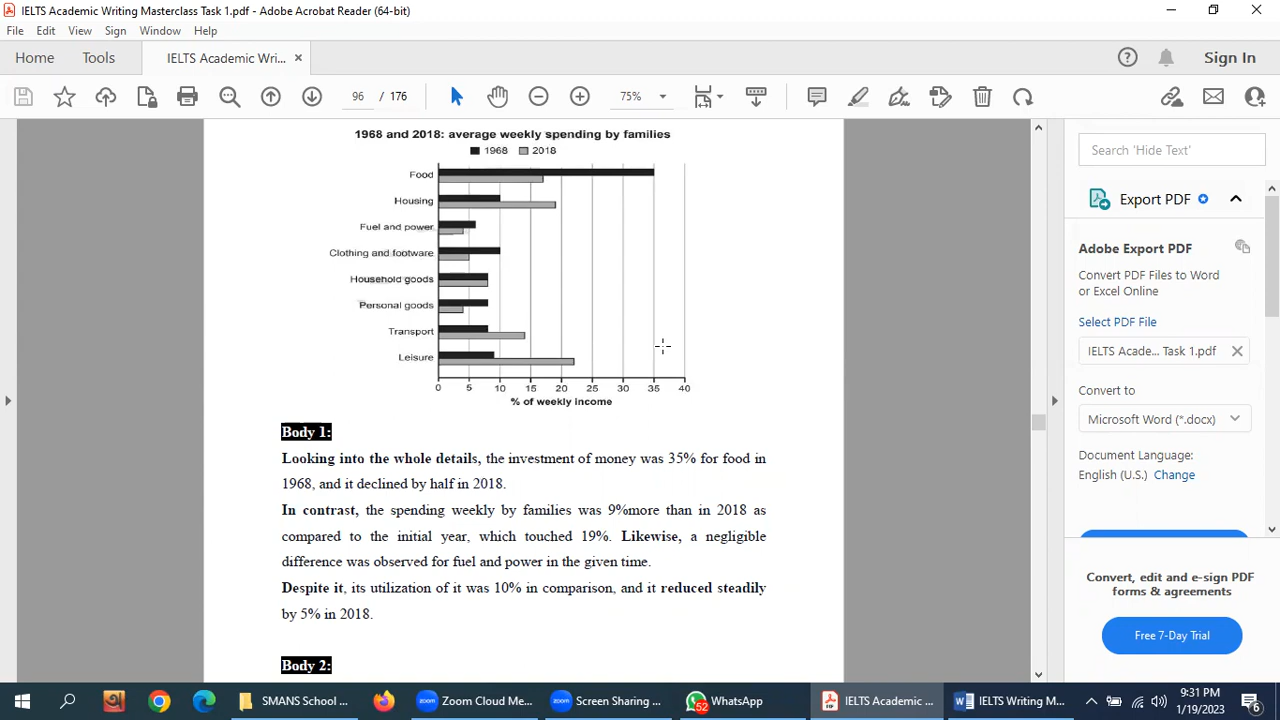 IELTS Academic Writing Masterclass Task 1.pdf - Adobe Acrobat Reader (64-bit)
File Edit View Sign Window Help
Home Tools IELTS Academic Wri... × Sign In
96 / 176 75%
1968 and 2018: average weekly spending by families
1968 2018
Food
Housing
Fuel and power
Clothing and footware
Household goods
Personal goods
Transport
Leisure
0 5 10 15 20 25 30 35 40
% of weekly income
Body 1:
Looking into the whole details, the investment of money was 35% for food in
1968, and it declined by half in 2018.
In contrast, the spending weekly by families was 9%more than in 2018 as
compared to the initial year, which touched 19%. Likewise, a negligible
difference was observed for fuel and power in the given time.
Despite it, its utilization of it was 10% in comparison, and it reduced steadily
by 5% in 2018.
Body 2:
Search 'Hide Text'
Export PDF
Adobe Export PDF
Convert PDF Files to Word
or Excel Online
Select PDF File
IELTS Acade... Task 1.pdf
Convert to
Microsoft Word (*.docx)
Document Language:
English (U.S.) Change
Convert, edit and e-sign PDF
forms & agreements
Free 7-Day Trial
SMANS School ... Zoom Cloud Me... Screen Sharing ... 52 WhatsApp IELTS Academic ... IELTS Writing M... 9:31 PM
1/19/2023 6